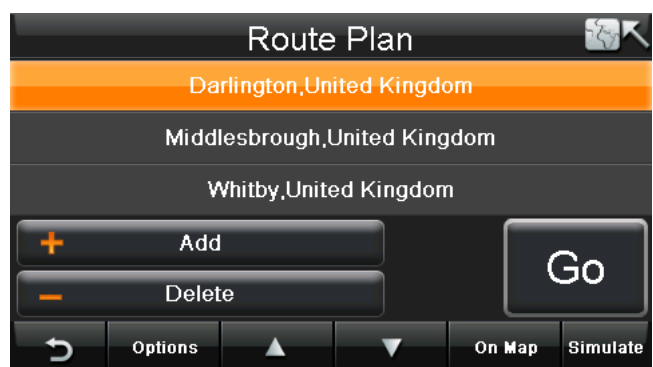 Route Plan
Darlington,United Kingdom
Middlesbrough,United Kingdom
Whitby,United Kingdom
Add
Delete
Go
Options
On Map
Simulate